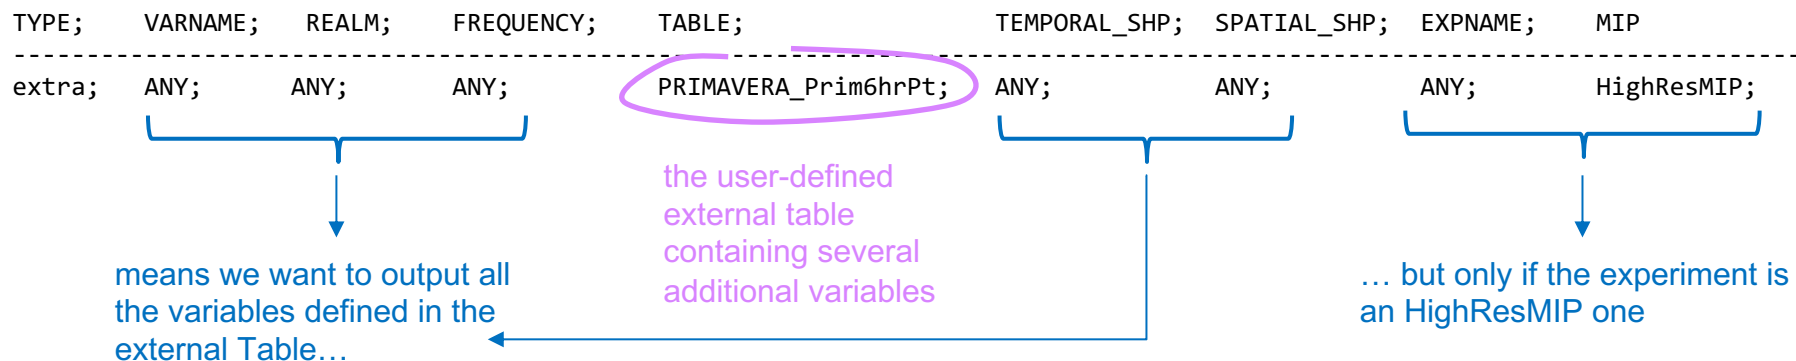 TYPE; VARNAME; REALM; FREQUENCY; TABLE; TEMPORAL_SHP; SPATIAL_SHP; EXPNAME; MIP
extra; ANY; ANY; ANY; PRIMAVERA_Prim6hrPt; ANY; ANY; ANY; HighResMIP;
the user-defined
external table
containing several
additional variables
means we want to output all
the variables defined in the
external Table…
… but only if the experiment is
an HighResMIP one